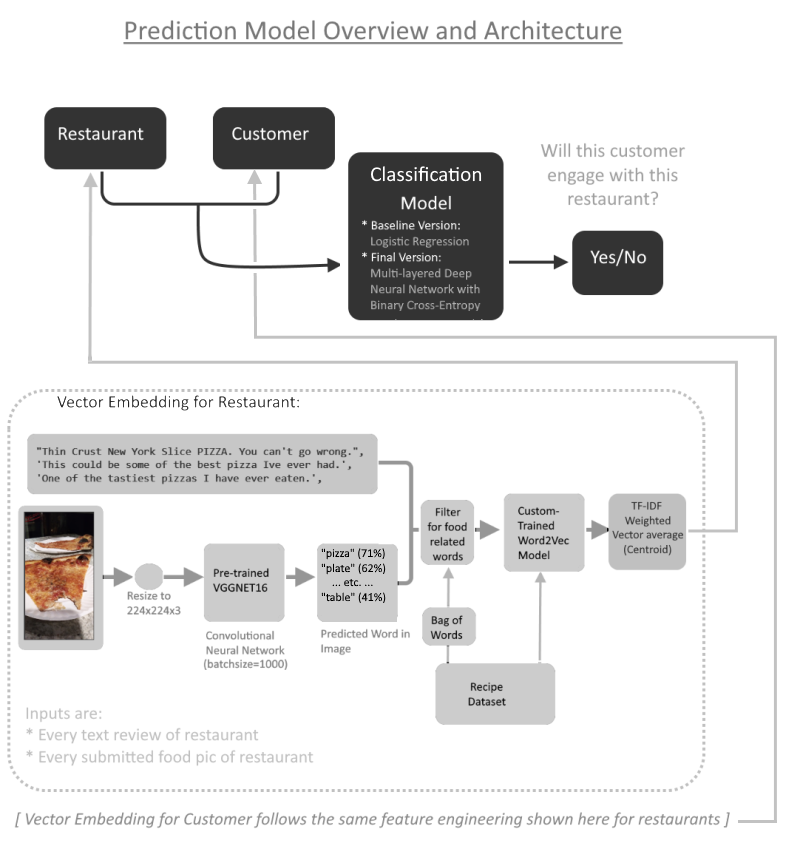 Prediction Model Overview and Architecture
Restaurant
Customer
Classification
Model
* Baseline Version:
Logistic Regression
* Final Version:
Multi-layered Deep
Neural Network with
Binary Cross-Entropy
Will this customer
engage with this
restaurant?
Yes/No
Vector Embedding for Restaurant:
"Thin Crust New York Slice PIZZA. You can't go wrong.",
'This could be some of the best pizza Ive ever had.',
'One of the tastiest pizzas I have ever eaten.',
Resize to
224x224x3
Pre-trained
VGGNET16
Convolutional
Neural Network
(batchsize=1000)
"pizza" (71%)
"plate" (62%)
... etc. ...
"table" (41%)
Predicted Word in
Image
Filter
for food
related
words
Bag of
Words
Custom-
Trained
Word2Vec
Model
TF-IDF
Weighted
Vector average
(Centroid)
Recipe
Dataset
Inputs are:
* Every text review of restaurant
* Every submitted food pic of restaurant
[ Vector Embedding for Customer follows the same feature engineering shown here for restaurants ]